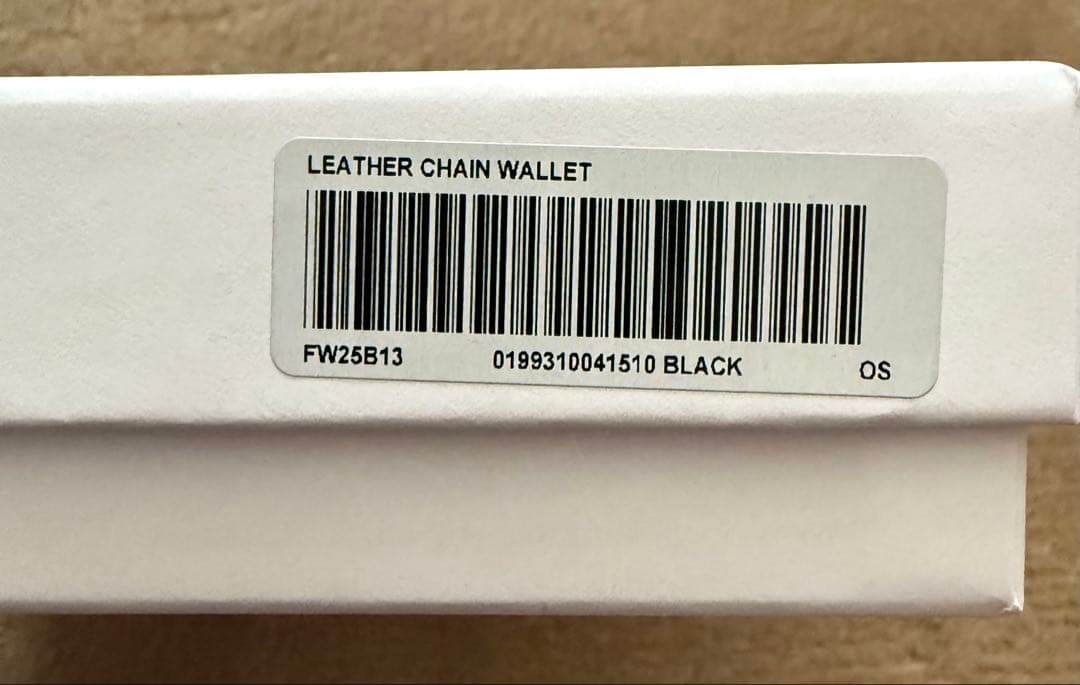 LEATHER CHAIN WALLET
FW25B13 0199310041510 BLACK OS